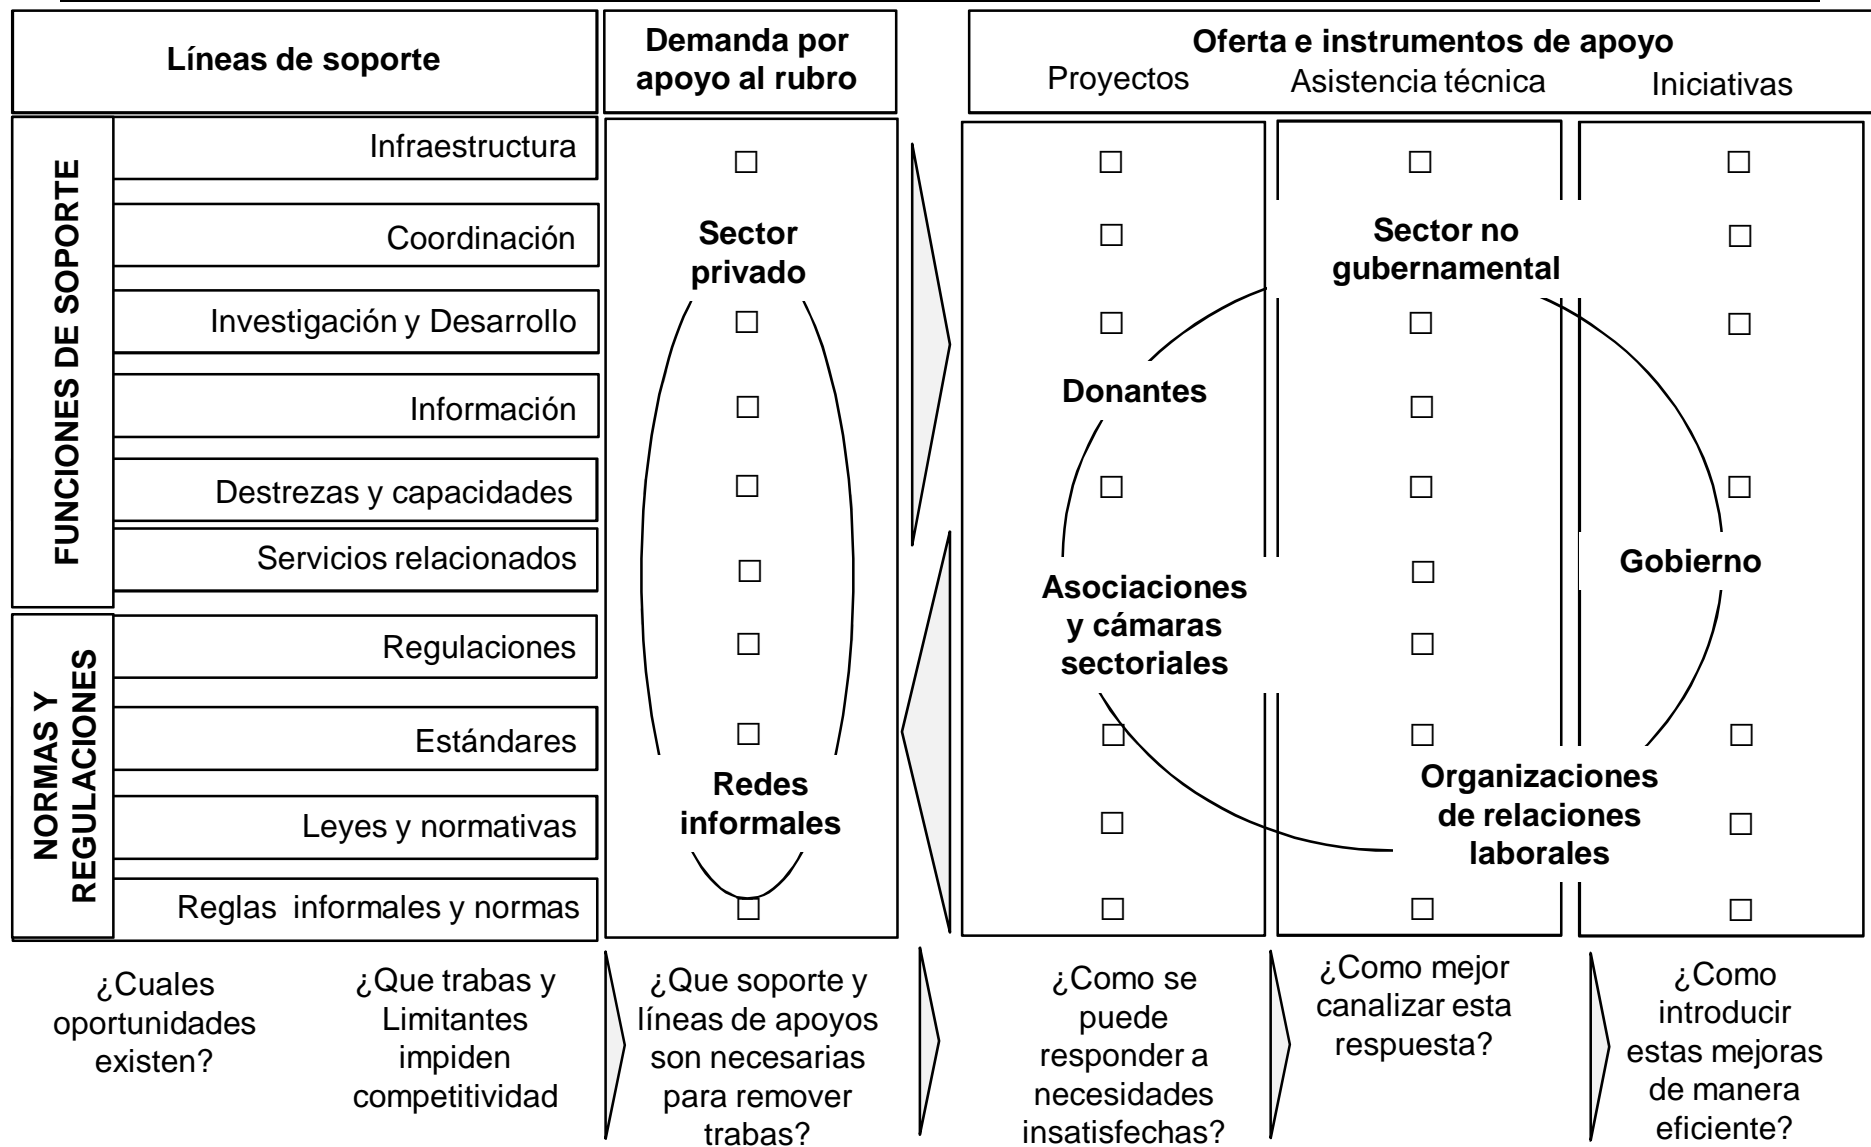 Líneas de soporte
Demanda por
apoyo al rubro
Oferta e instrumentos de apoyo
Proyectos
Asistencia técnica
Iniciativas
FUNCIONES DE SOPORTE
Infraestructura
Coordinación
Investigación y Desarrollo
Información
Destrezas y capacidades
Servicios relacionados
NORMAS Y
REGULACIONES
Regulaciones
Estándares
Leyes y normativas
Reglas informales y normas
Sector
privado
Redes
informales
Sector no
gubernamental
Donantes
Gobierno
Asociaciones
y cámaras
sectoriales
Organizaciones
de relaciones
laborales
¿Cuales
oportunidades
existen?
¿Que trabas y
Limitantes
impiden
competitividad
¿Que soporte y
líneas de apoyos
son necesarias
para remover
trabas?
¿Como se
puede
responder a
necesidades
insatisfechas?
¿Como mejor
canalizar esta
respuesta?
¿Como
introducir
estas mejoras
de manera
eficiente?